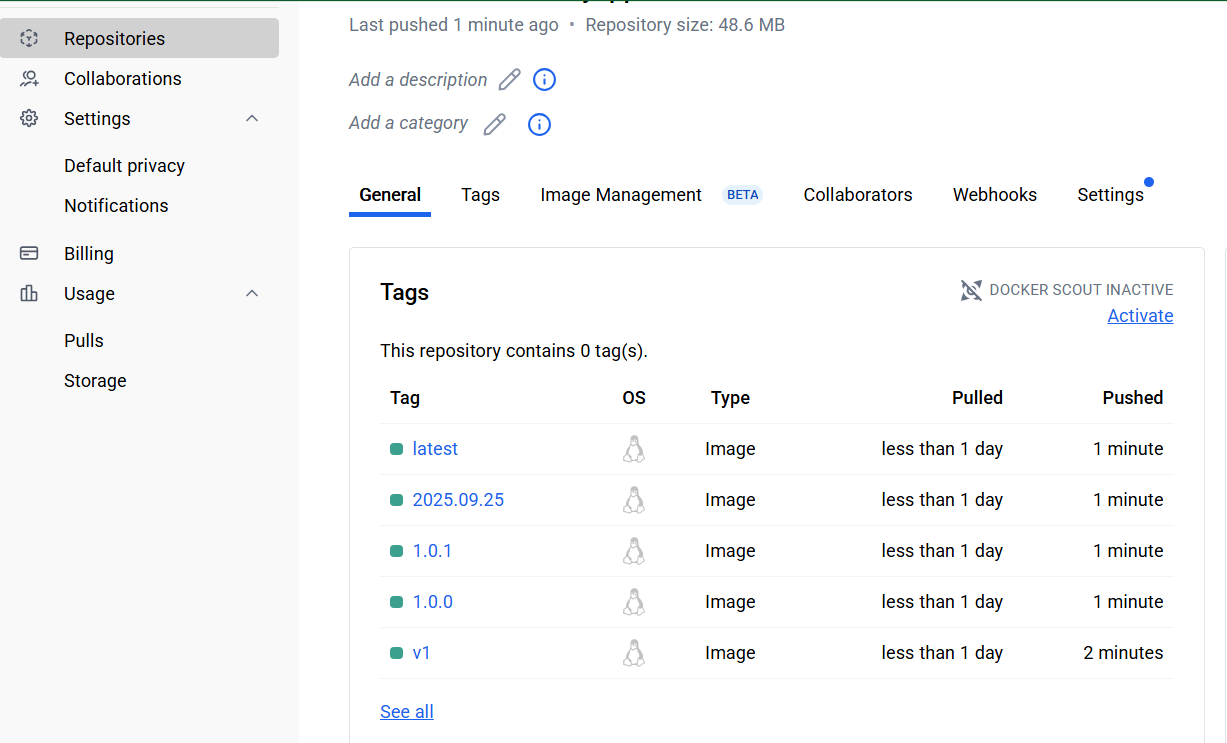 Repositories
Collaborations
Settings
Default privacy
Notifications
Billing
Usage
Pulls
Storage
Last pushed 1 minute ago • Repository size: 48.6 MB
Add a description
Add a category
General Tags Image Management BETA Collaborators Webhooks Settings
Tags
DOCKER SCOUT INACTIVE
Activate
This repository contains 0 tag(s).
Tag OS Type Pulled Pushed
latest Image less than 1 day 1 minute
2025.09.25 Image less than 1 day 1 minute
1.0.1 Image less than 1 day 1 minute
1.0.0 Image less than 1 day 1 minute
v1 Image less than 1 day 2 minutes
See all